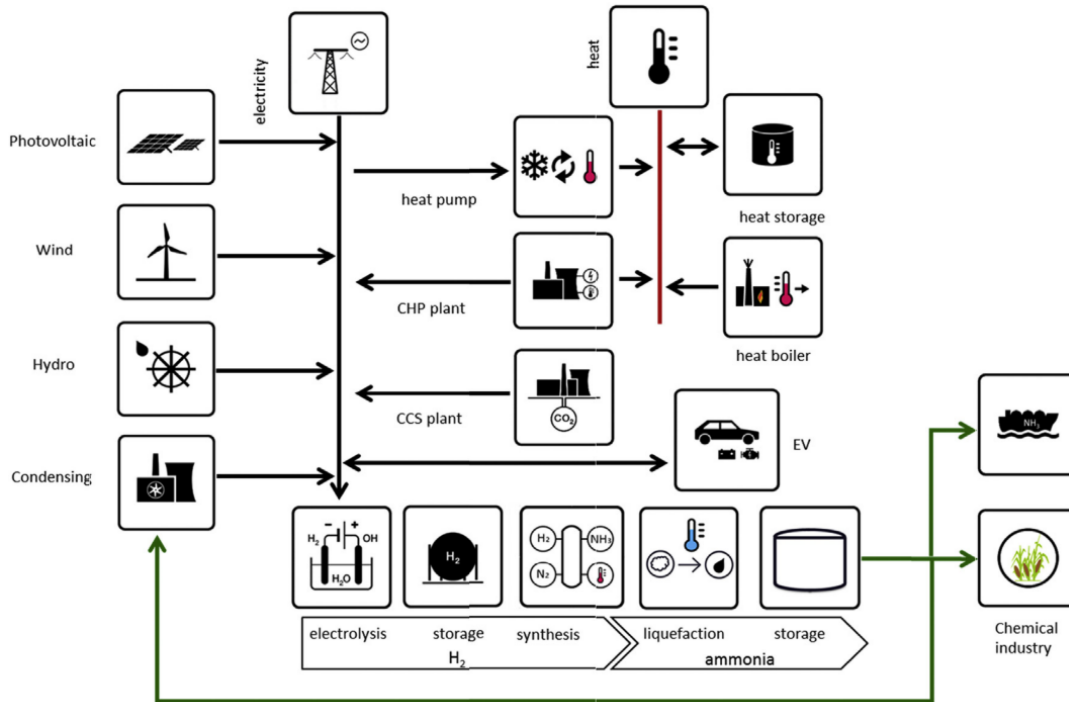 electricity
heat
Photovoltaic
heat pump
heat storage
Wind
CHP plant
heat boiler
Hydro
CCS plant
CO₂
EV
NH₃
Condensing
− +
H₂ OH
H₂O
H₂
H₂ NH₃
N₂
electrolysis storage synthesis liquefaction storage
H₂ ammonia
Chemical
industry